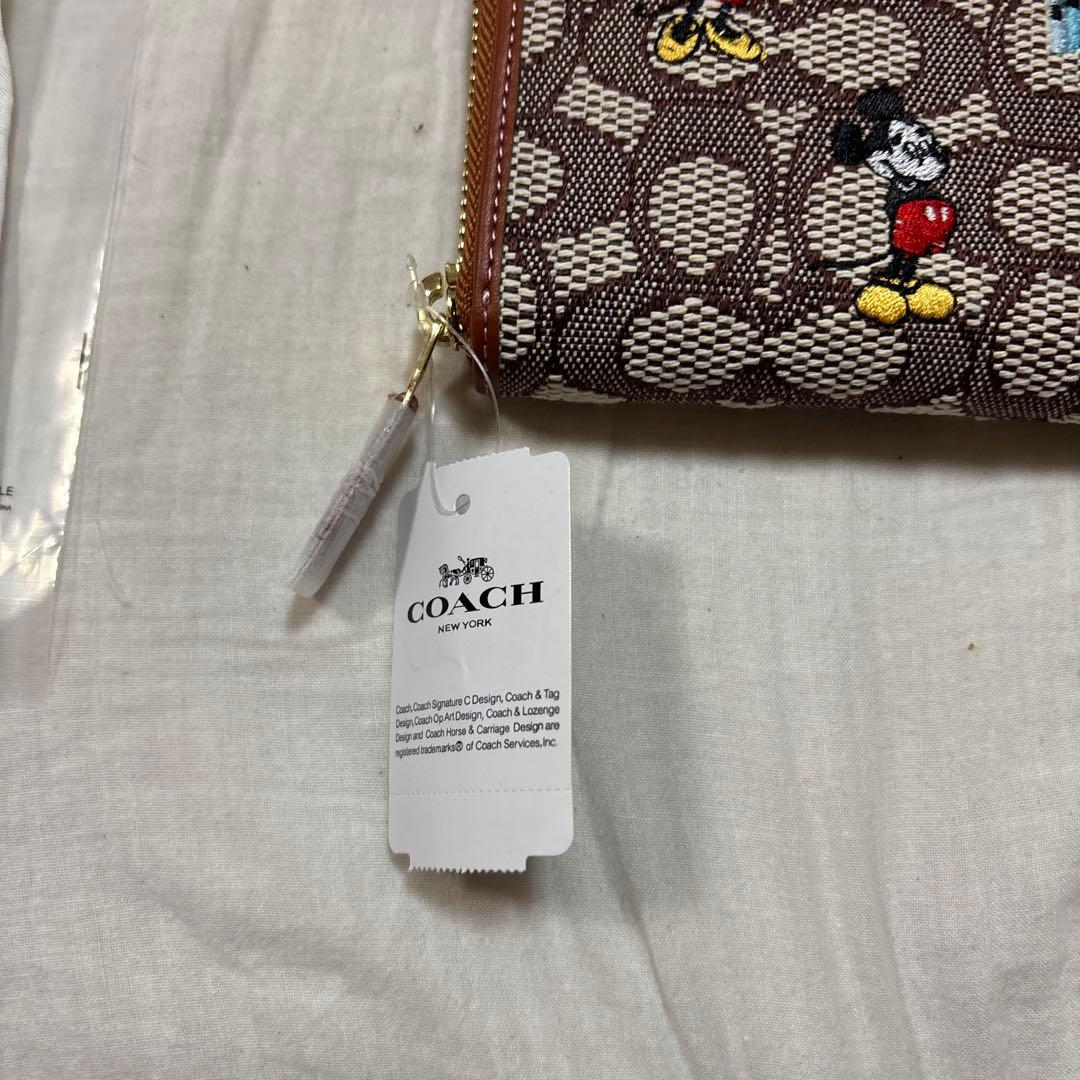 COACH
NEW YORK
Coach, Coach Signature C Design, Coach & Tag
Design, Coach Op Art Design, Coach & Lozenge
Design and Coach Horse & Carriage Design are
registered trademarks® of Coach Services, Inc.
LE